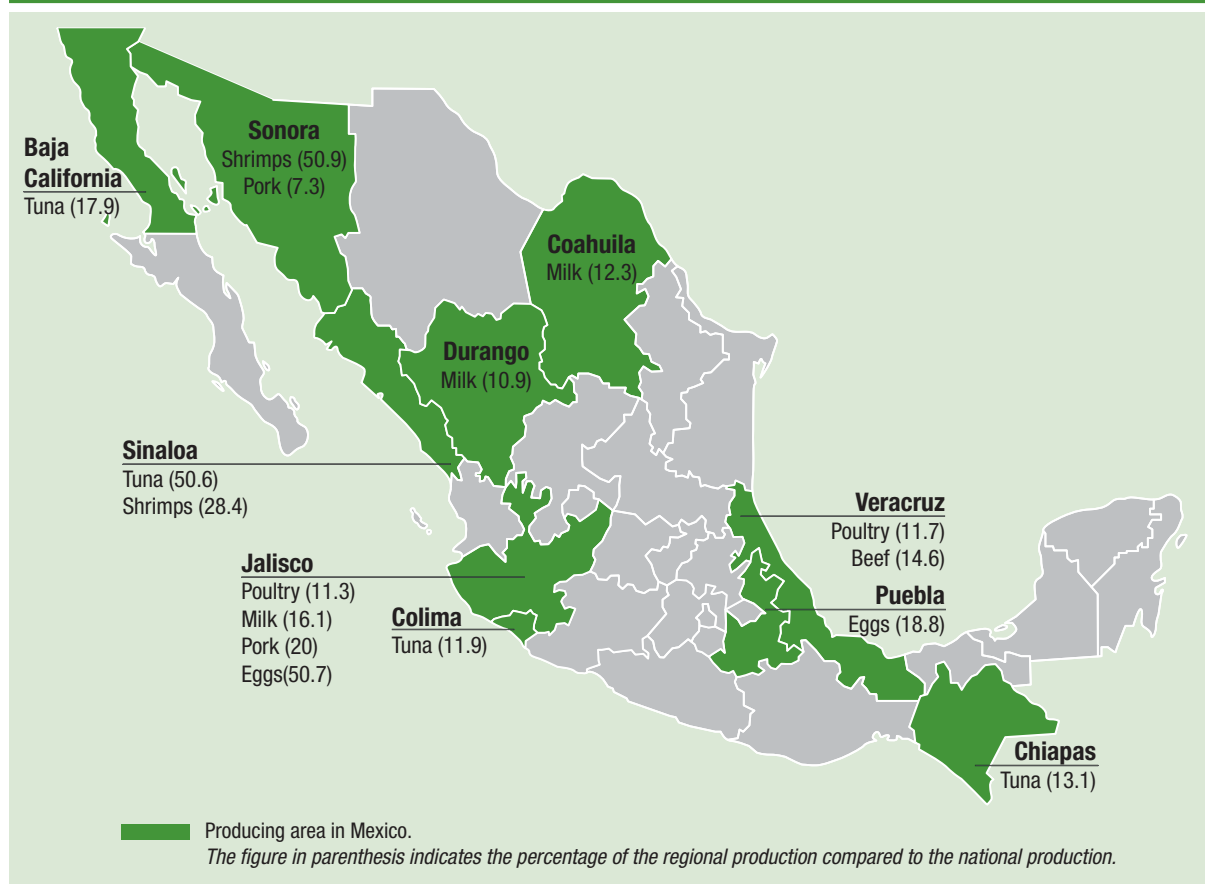 Baja
California
Tuna (17.9)
Sonora
Shrimps (50.9)
Pork (7.3)
Coahuila
Milk (12.3)
Durango
Milk (10.9)
Sinaloa
Tuna (50.6)
Shrimps (28.4)
Jalisco
Poultry (11.3)
Milk (16.1)
Pork (20)
Eggs(50.7)
Colima
Tuna (11.9)
Veracruz
Poultry (11.7)
Beef (14.6)
Puebla
Eggs (18.8)
Chiapas
Tuna (13.1)
Producing area in Mexico.
The figure in parenthesis indicates the percentage of the regional production compared to the national production.